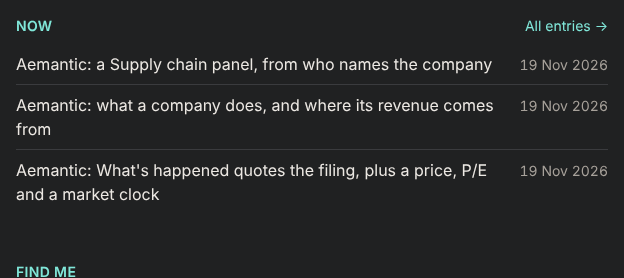 NOW
All entries →
Aemantic: a Supply chain panel, from who names the company
19 Nov 2026
Aemantic: what a company does, and where its revenue comes
from
19 Nov 2026
Aemantic: What's happened quotes the filing, plus a price, P/E
and a market clock
19 Nov 2026
FIND ME